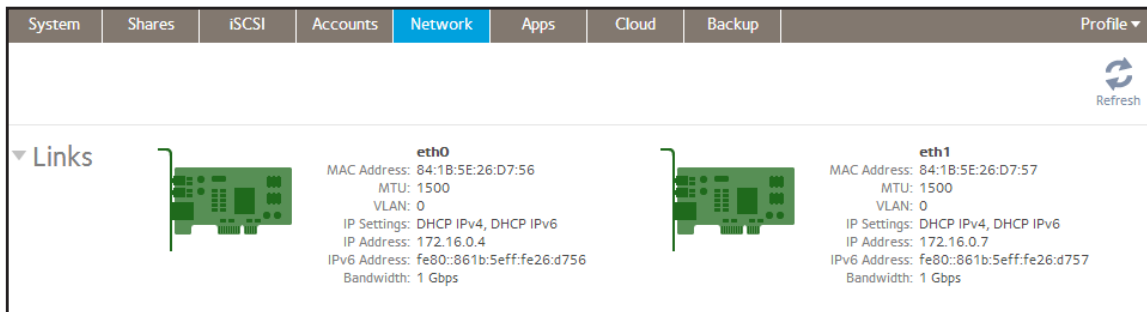 System Shares iSCSI Accounts Network Apps Cloud Backup Profile
Refresh
Links
eth0
MAC Address: 84:1B:5E:26:D7:56
MTU: 1500
VLAN: 0
IP Settings: DHCP IPv4, DHCP IPv6
IP Address: 172.16.0.4
IPv6 Address: fe80::861b:5eff:fe26:d756
Bandwidth: 1 Gbps
eth1
MAC Address: 84:1B:5E:26:D7:57
MTU: 1500
VLAN: 0
IP Settings: DHCP IPv4, DHCP IPv6
IP Address: 172.16.0.7
IPv6 Address: fe80::861b:5eff:fe26:d757
Bandwidth: 1 Gbps